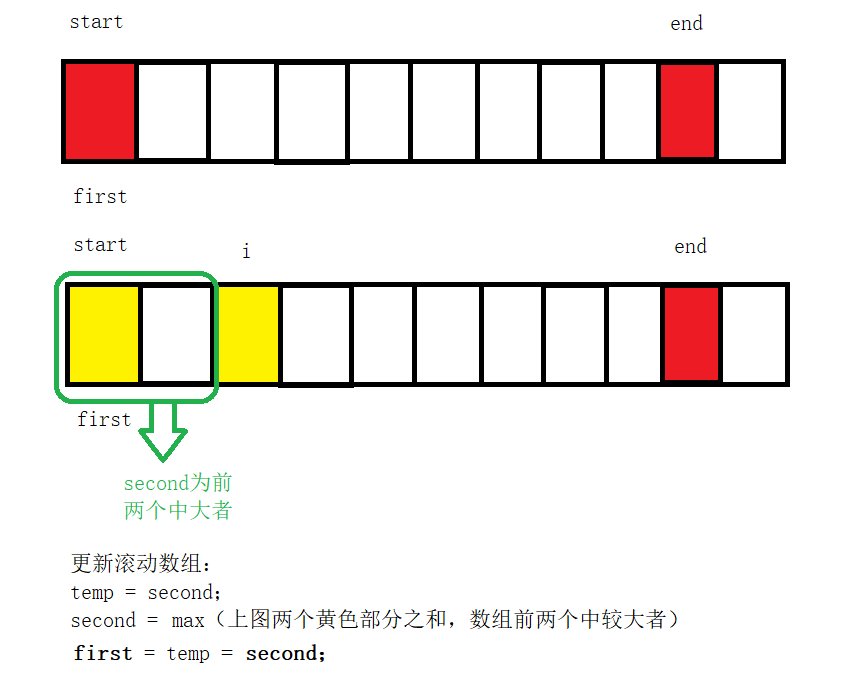 start end
first
start i end
first
second为前
两个中大者
更新滚动数组:
temp = second;
second = max（上图两个黄色部分之和，数组前两个中较大者）
first = temp = second;